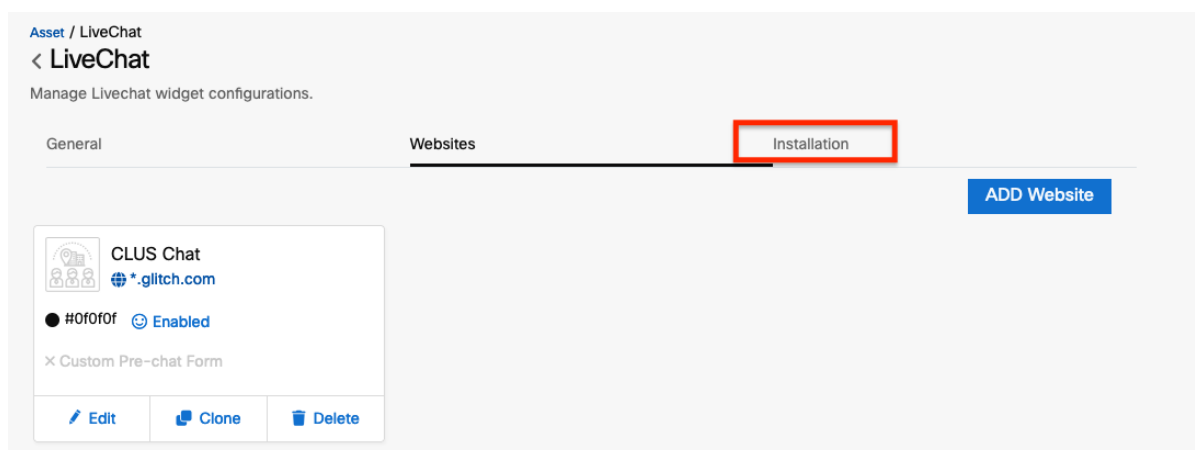 Asset / LiveChat
< LiveChat
Manage Livechat widget configurations.
General Websites Installation
ADD Website
CLUS Chat
*.glitch.com
#0f0f0f Enabled
× Custom Pre-chat Form
Edit Clone Delete